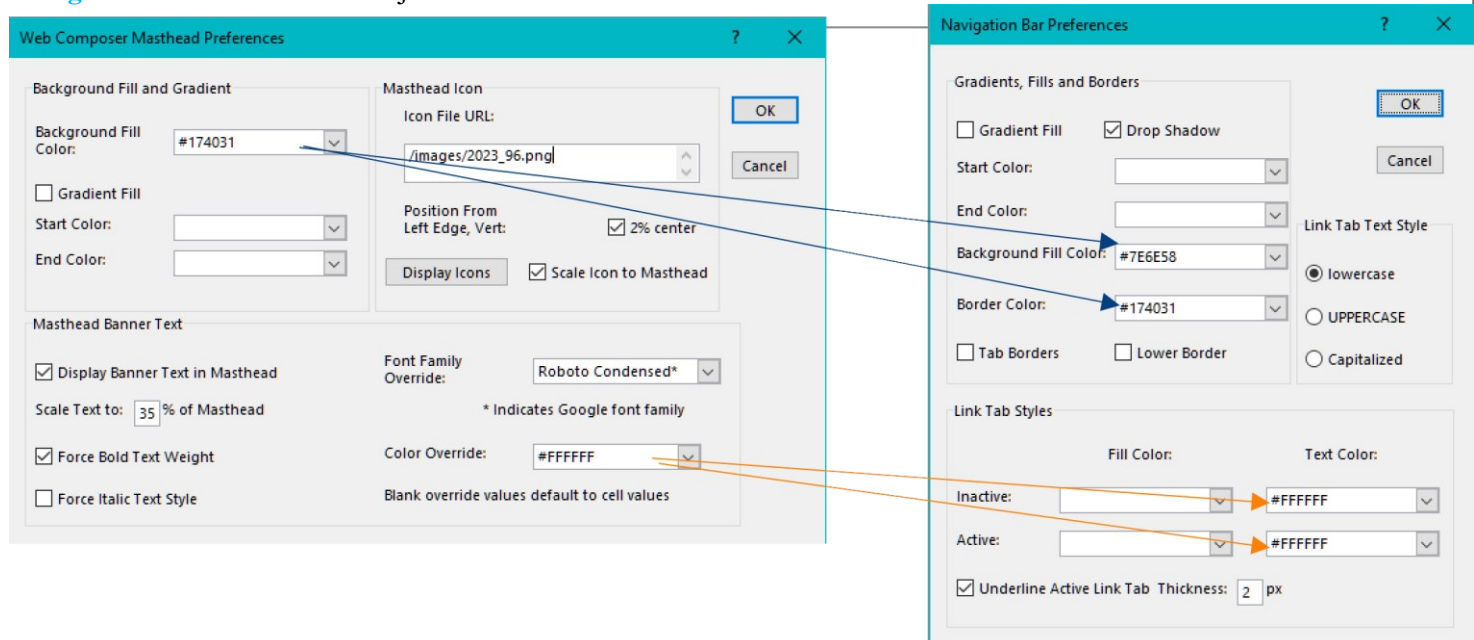 Web Composer Masthead Preferences ? ×
Background Fill and Gradient
Background Fill
Color:
#174031
Gradient Fill
Start Color:
End Color:
Masthead Icon
Icon File URL:
/images/2023_96.png
Position From
Left Edge, Vert:
2% center
Display Icons
Scale Icon to Masthead
OK
Cancel
Masthead Banner Text
Display Banner Text in Masthead
Scale Text to: 35 % of Masthead
Force Bold Text Weight
Force Italic Text Style
Font Family
Override:
Roboto Condensed*
* Indicates Google font family
Color Override: #FFFFFF
Blank override values default to cell values
Navigation Bar Preferences ? ×
Gradients, Fills and Borders
Gradient Fill
Drop Shadow
Start Color:
End Color:
Background Fill Color: #7E6E58
Border Color: #174031
Tab Borders
Lower Border
OK
Cancel
Link Tab Text Style
lowercase
UPPERCASE
Capitalized
Link Tab Styles
Fill Color: Text Color:
Inactive: #FFFFFF
Active: #FFFFFF
Underline Active Link Tab Thickness: 2 px